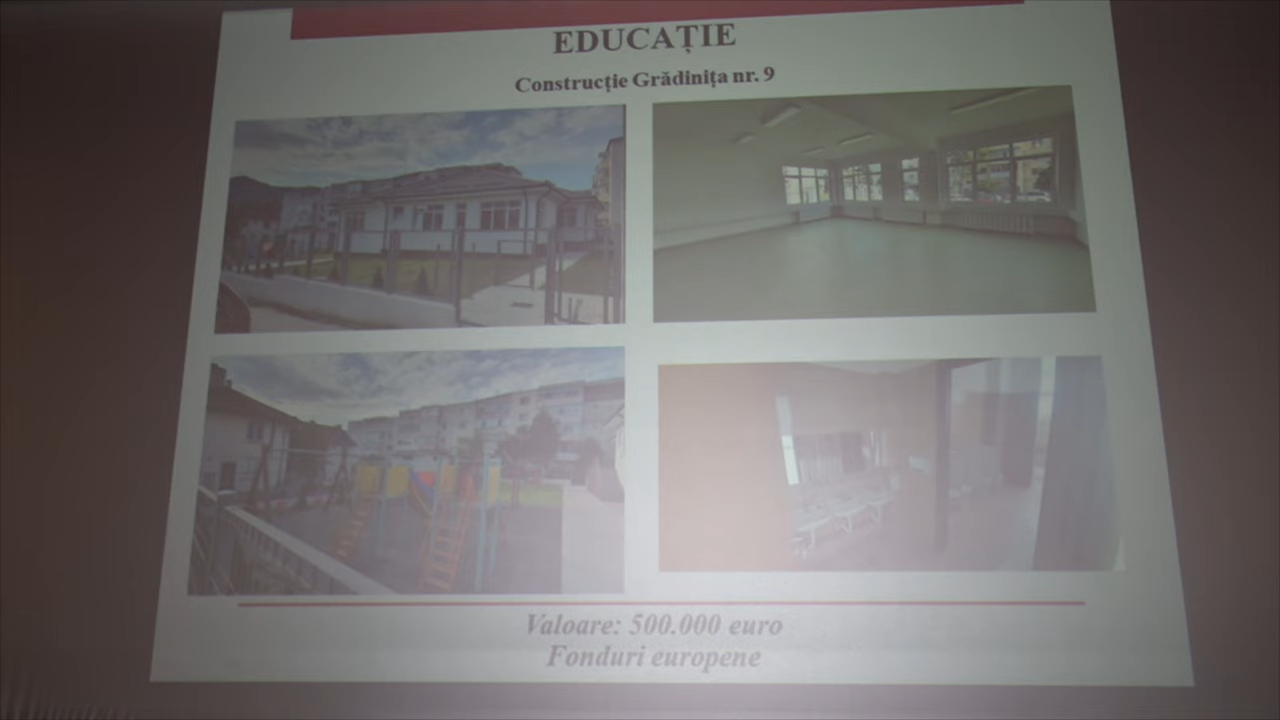 EDUCAȚIE
Construcție Grădinița nr. 9
Valoare: 500.000 euro
Fonduri europene